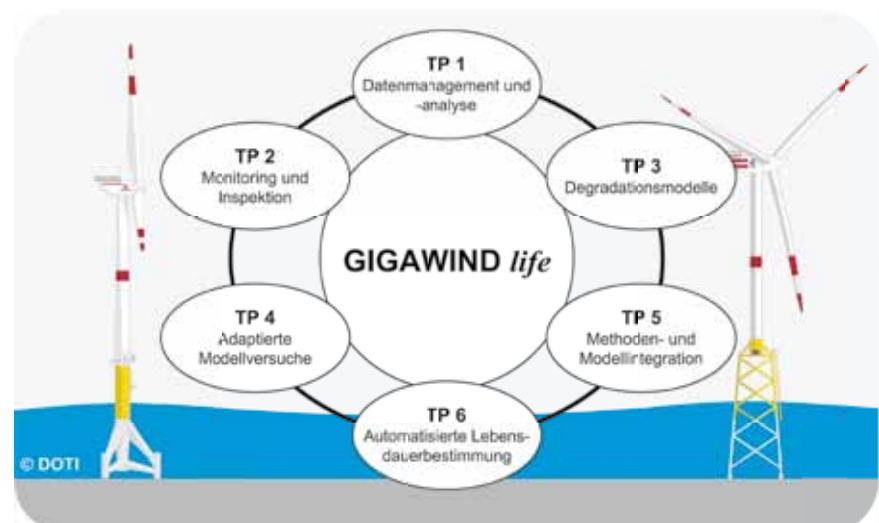 TP 1
Datenmanagement und
-analyse
TP 2
Monitoring und
Inspektion
TP 3
Degradationsmodelle
GIGAWIND life
TP 4
Adaptierte
Modellversuche
TP 5
Methoden- und
Modellintegration
TP 6
Automatisierte Lebens-
dauerbestimmung
© DOTI